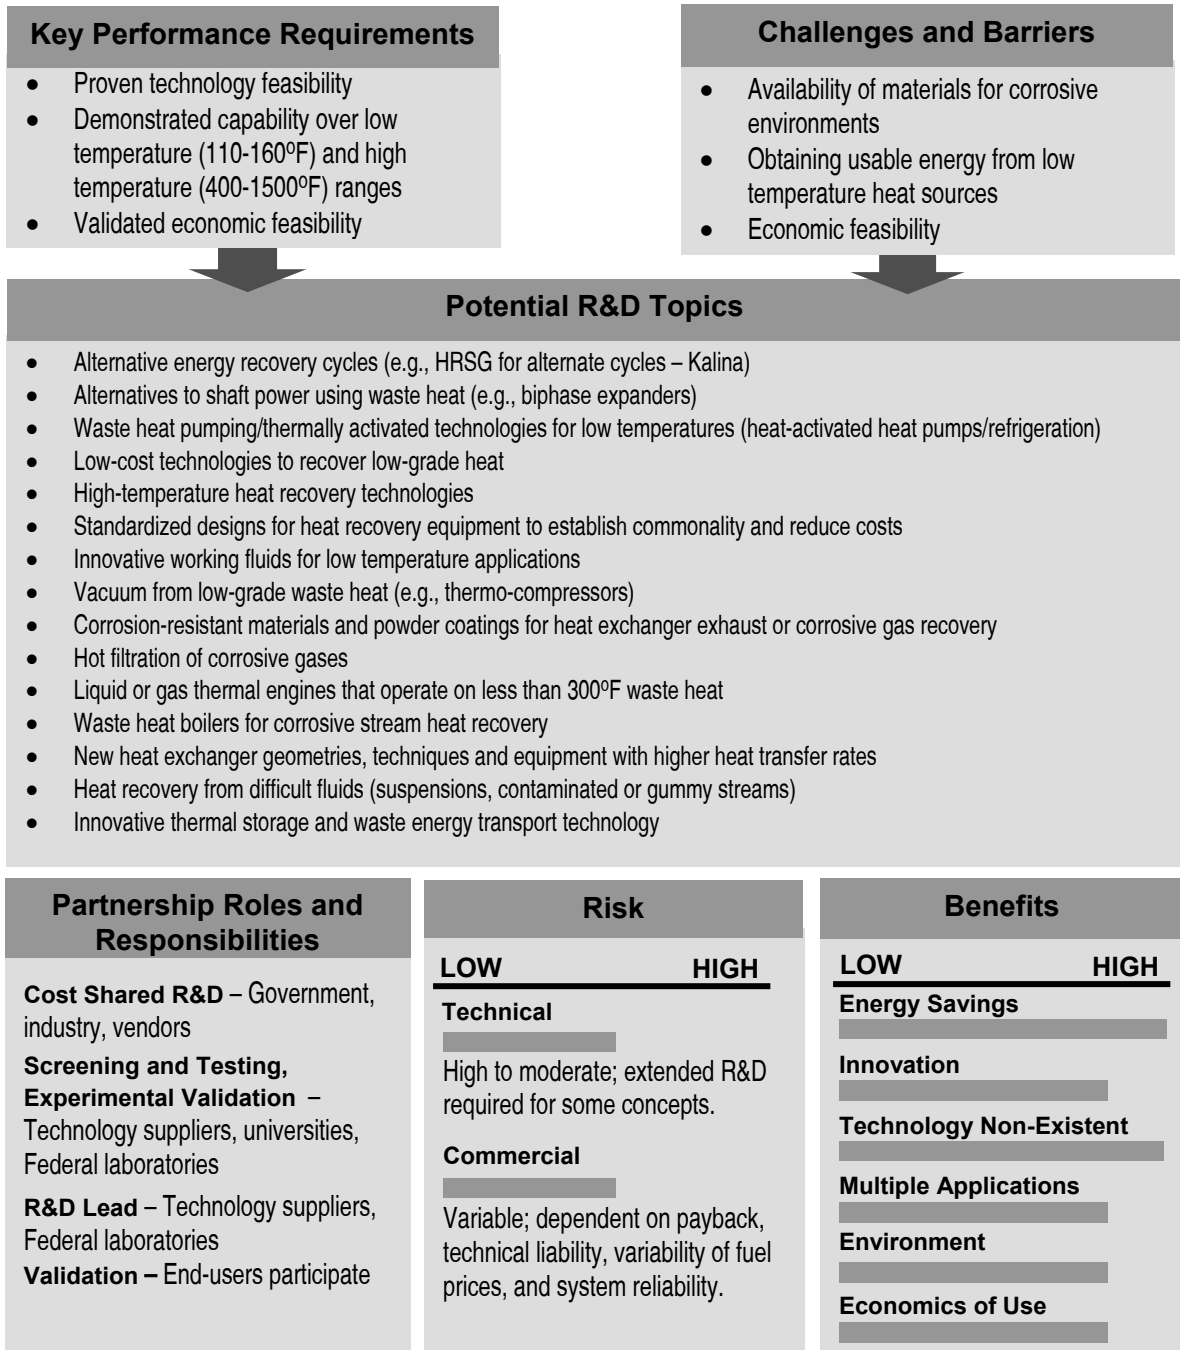 Key Performance Requirements
• Proven technology feasibility
• Demonstrated capability over low
temperature (110-160ºF) and high
temperature (400-1500ºF) ranges
• Validated economic feasibility
Challenges and Barriers
• Availability of materials for corrosive
environments
• Obtaining usable energy from low
temperature heat sources
• Economic feasibility
Potential R&D Topics
• Alternative energy recovery cycles (e.g., HRSG for alternate cycles – Kalina)
• Alternatives to shaft power using waste heat (e.g., biphase expanders)
• Waste heat pumping/thermally activated technologies for low temperatures (heat-activated heat pumps/refrigeration)
• Low-cost technologies to recover low-grade heat
• High-temperature heat recovery technologies
• Standardized designs for heat recovery equipment to establish commonality and reduce costs
• Innovative working fluids for low temperature applications
• Vacuum from low-grade waste heat (e.g., thermo-compressors)
• Corrosion-resistant materials and powder coatings for heat exchanger exhaust or corrosive gas recovery
• Hot filtration of corrosive gases
• Liquid or gas thermal engines that operate on less than 300ºF waste heat
• Waste heat boilers for corrosive stream heat recovery
• New heat exchanger geometries, techniques and equipment with higher heat transfer rates
• Heat recovery from difficult fluids (suspensions, contaminated or gummy streams)
• Innovative thermal storage and waste energy transport technology
Partnership Roles and
Responsibilities
Cost Shared R&D – Government,
industry, vendors
Screening and Testing,
Experimental Validation –
Technology suppliers, universities,
Federal laboratories
R&D Lead – Technology suppliers,
Federal laboratories
Validation – End-users participate
Risk
LOW HIGH
Technical
High to moderate; extended R&D
required for some concepts.
Commercial
Variable; dependent on payback,
technical liability, variability of fuel
prices, and system reliability.
Benefits
LOW HIGH
Energy Savings
Innovation
Technology Non-Existent
Multiple Applications
Environment
Economics of Use